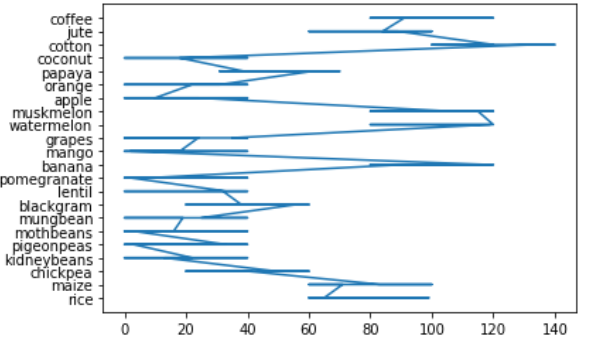 coffee
jute
cotton
coconut
papaya
orange
apple
muskmelon
watermelon
grapes
mango
banana
pomegranate
lentil
blackgram
mungbean
mothbeans
pigeonpeas
kidneybeans
chickpea
maize
rice
0 20 40 60 80 100 120 140